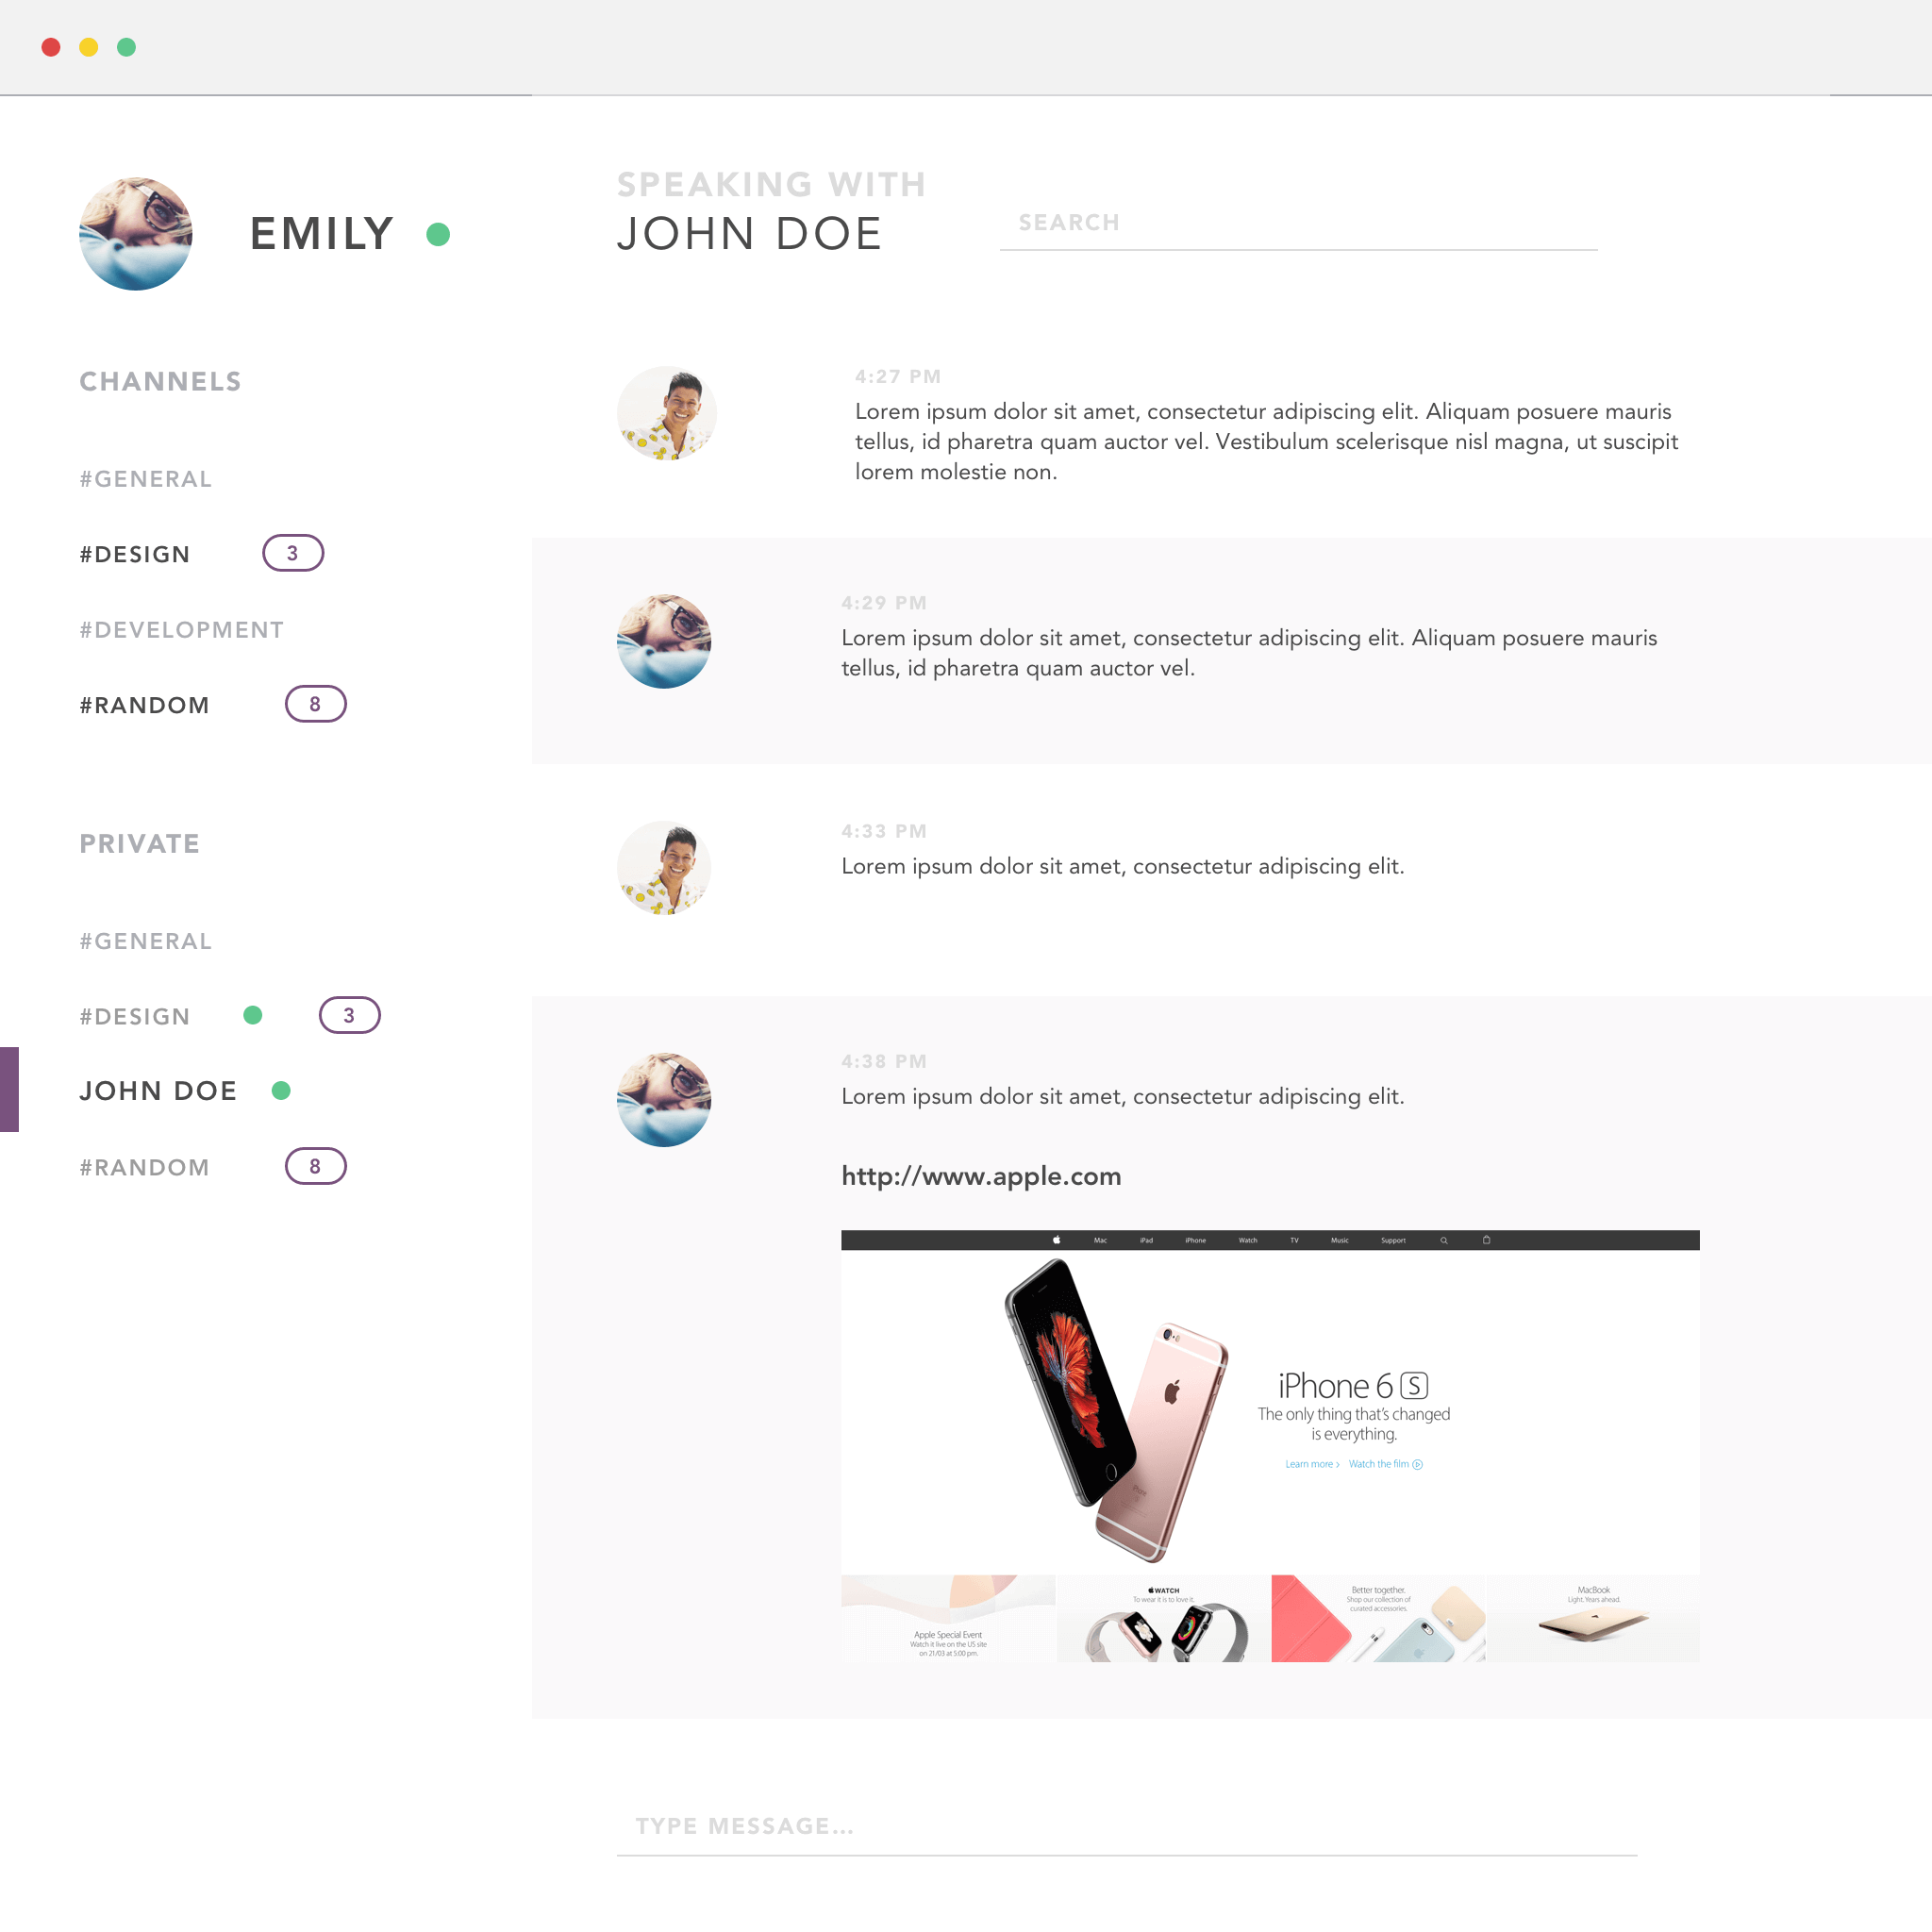 EMILY
SPEAKING WITH
JOHN DOE
SEARCH
CHANNELS
#GENERAL
#DESIGN 3
#DEVELOPMENT
#RANDOM 8
PRIVATE
#GENERAL
#DESIGN 3
JOHN DOE
#RANDOM 8
4:27 PM
Lorem ipsum dolor sit amet, consectetur adipiscing elit. Aliquam posuere mauris
tellus, id pharetra quam auctor vel. Vestibulum scelerisque nisl magna, ut suscipit
lorem molestie non.
4:29 PM
Lorem ipsum dolor sit amet, consectetur adipiscing elit. Aliquam posuere mauris
tellus, id pharetra quam auctor vel.
4:33 PM
Lorem ipsum dolor sit amet, consectetur adipiscing elit.
4:38 PM
Lorem ipsum dolor sit amet, consectetur adipiscing elit.
http://www.apple.com
Mac iPad iPhone Watch TV Music Support
iPhone 6 S
The only thing that's changed
is everything.
Learn more > Watch the film
Apple Special Event
Watch it live on the US site
on 21/03 at 5:00 pm.
WATCH
To wear it is to love it.
Better together.
Shop our collection of
curated accessories.
MacBook
Light. Years ahead.
TYPE MESSAGE...